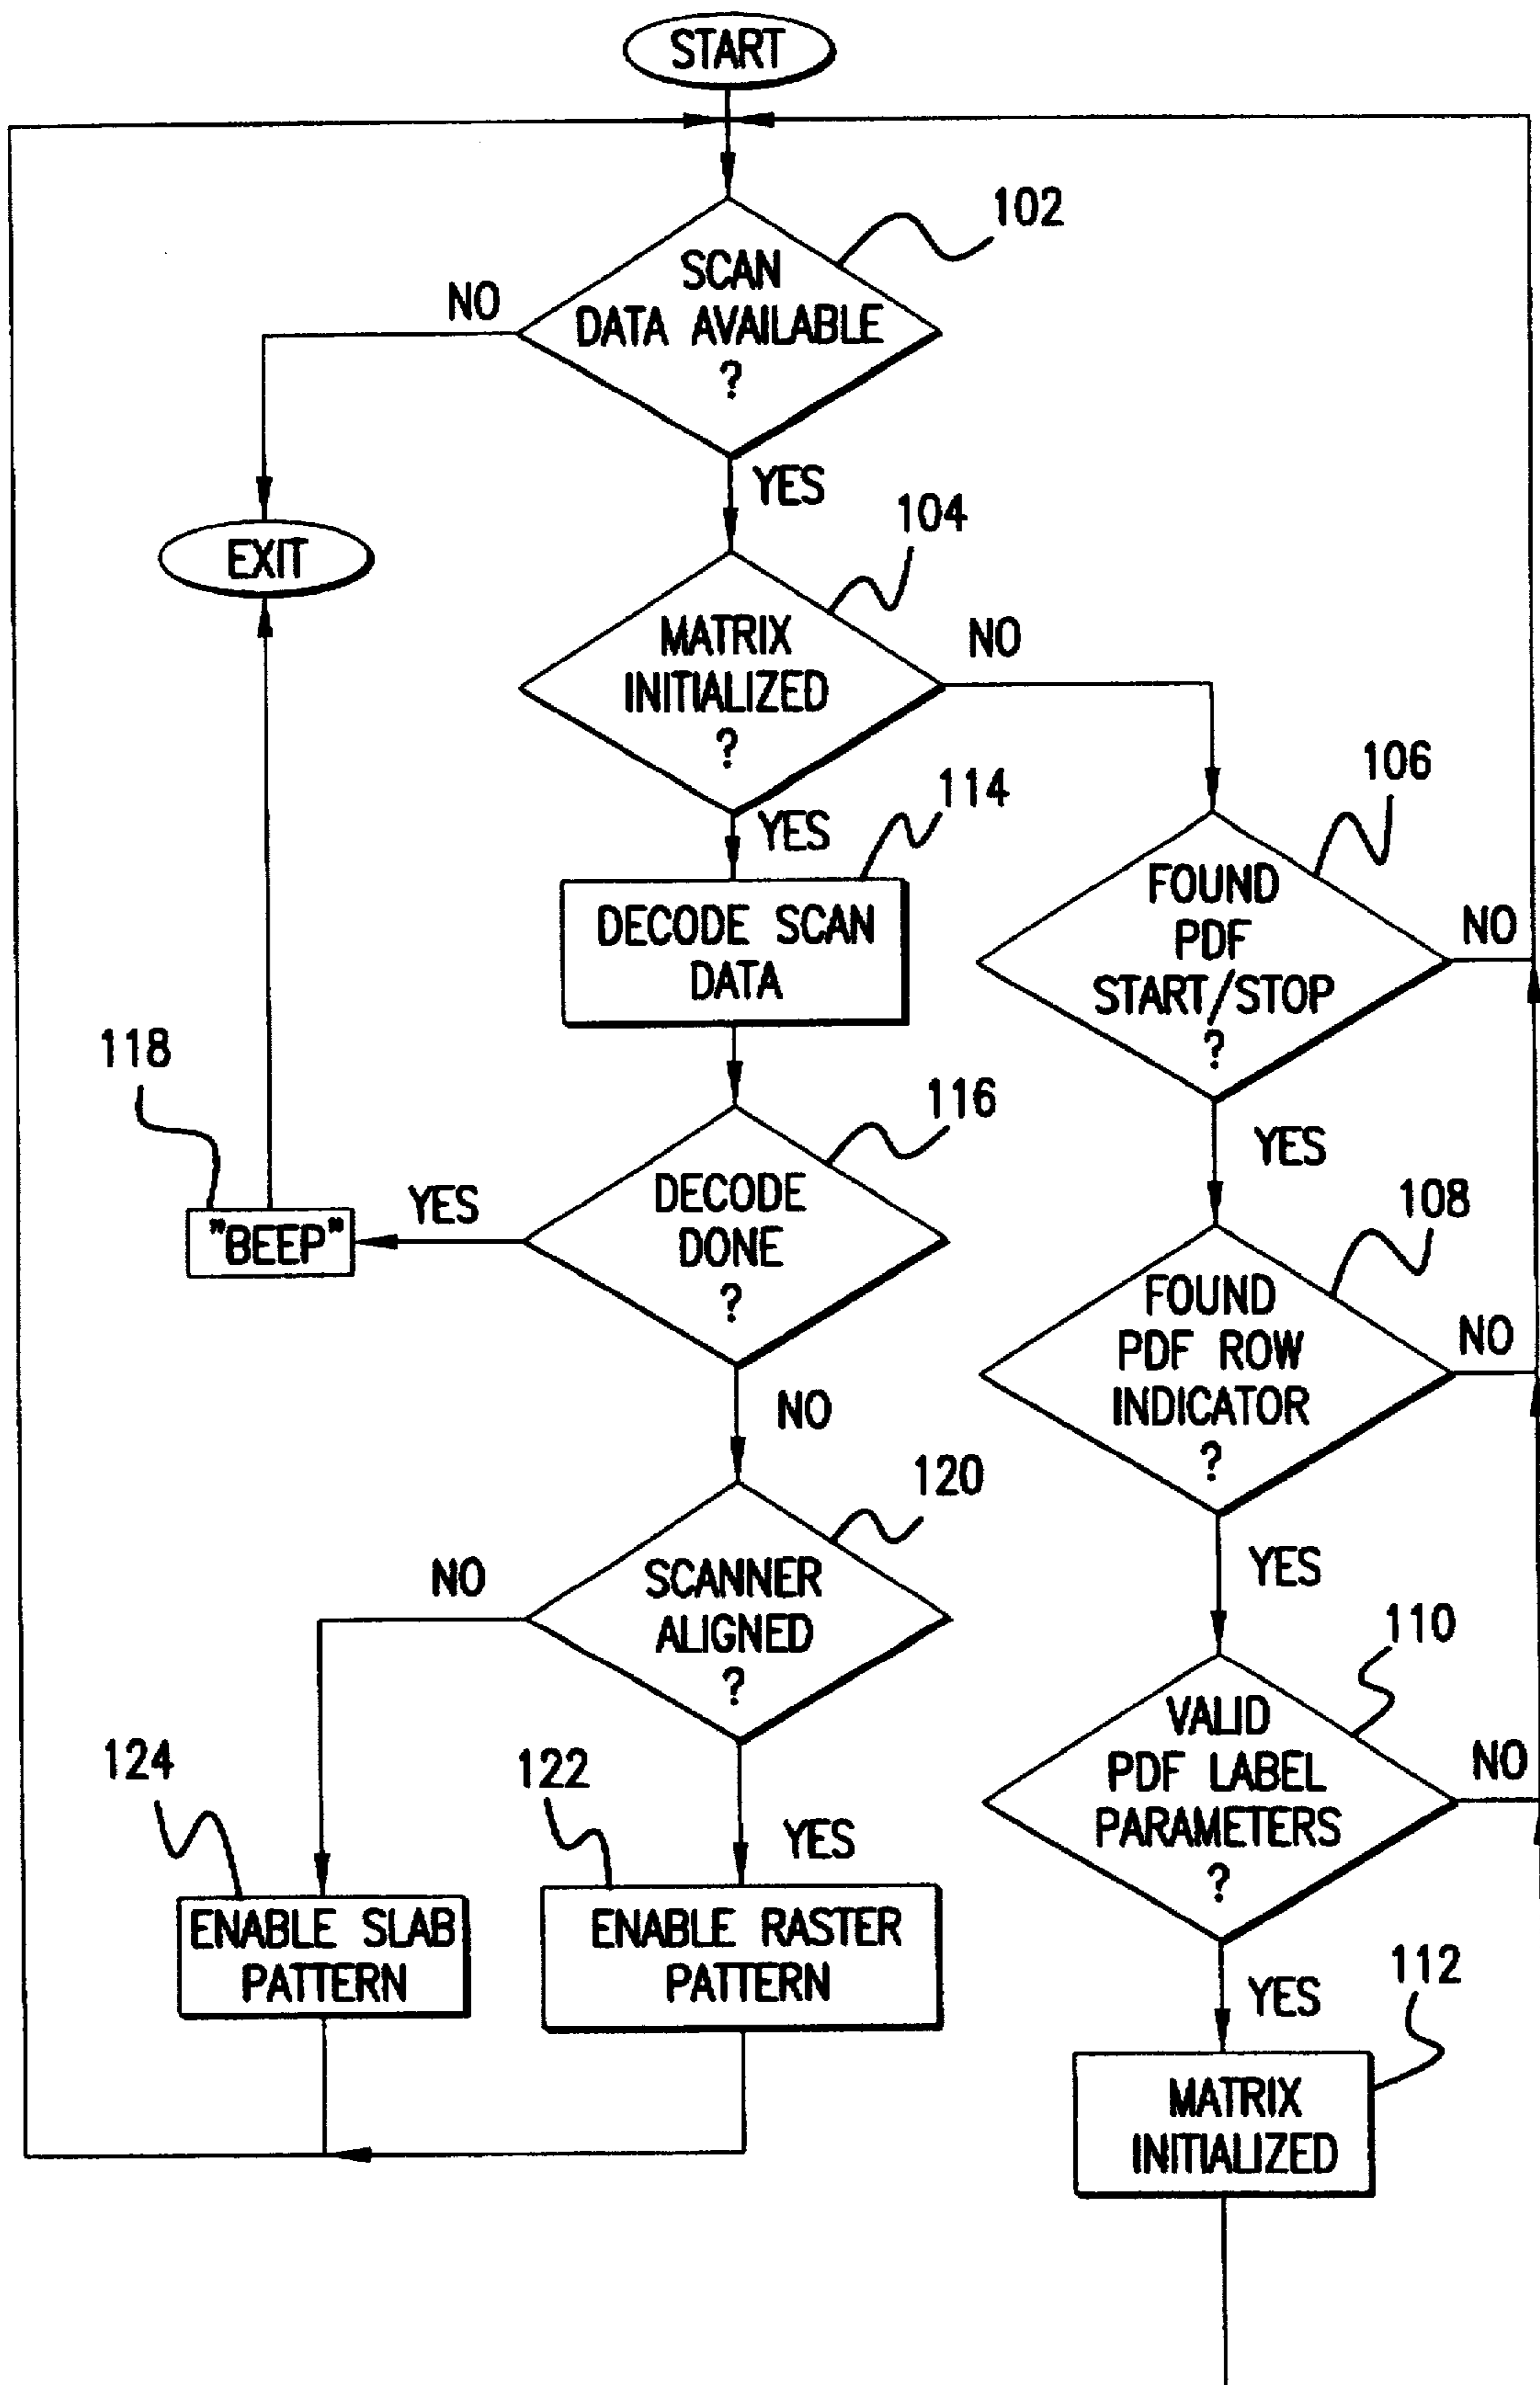 START
102
SCAN
DATA AVAILABLE
?
NO
YES
EXIT
104
MATRIX
INITIALIZED
?
NO
YES
114
DECODE SCAN
DATA
106
FOUND
PDF
START/STOP
?
NO
YES
118
"BEEP"
116
DECODE
DONE
?
YES
NO
108
FOUND
PDF ROW
INDICATOR
?
NO
YES
120
SCANNER
ALIGNED
?
NO
YES
110
VALID
PDF LABEL
PARAMETERS
?
NO
YES
124
ENABLE SLAB
PATTERN
122
ENABLE RASTER
PATTERN
112
MATRIX
INITIALIZED